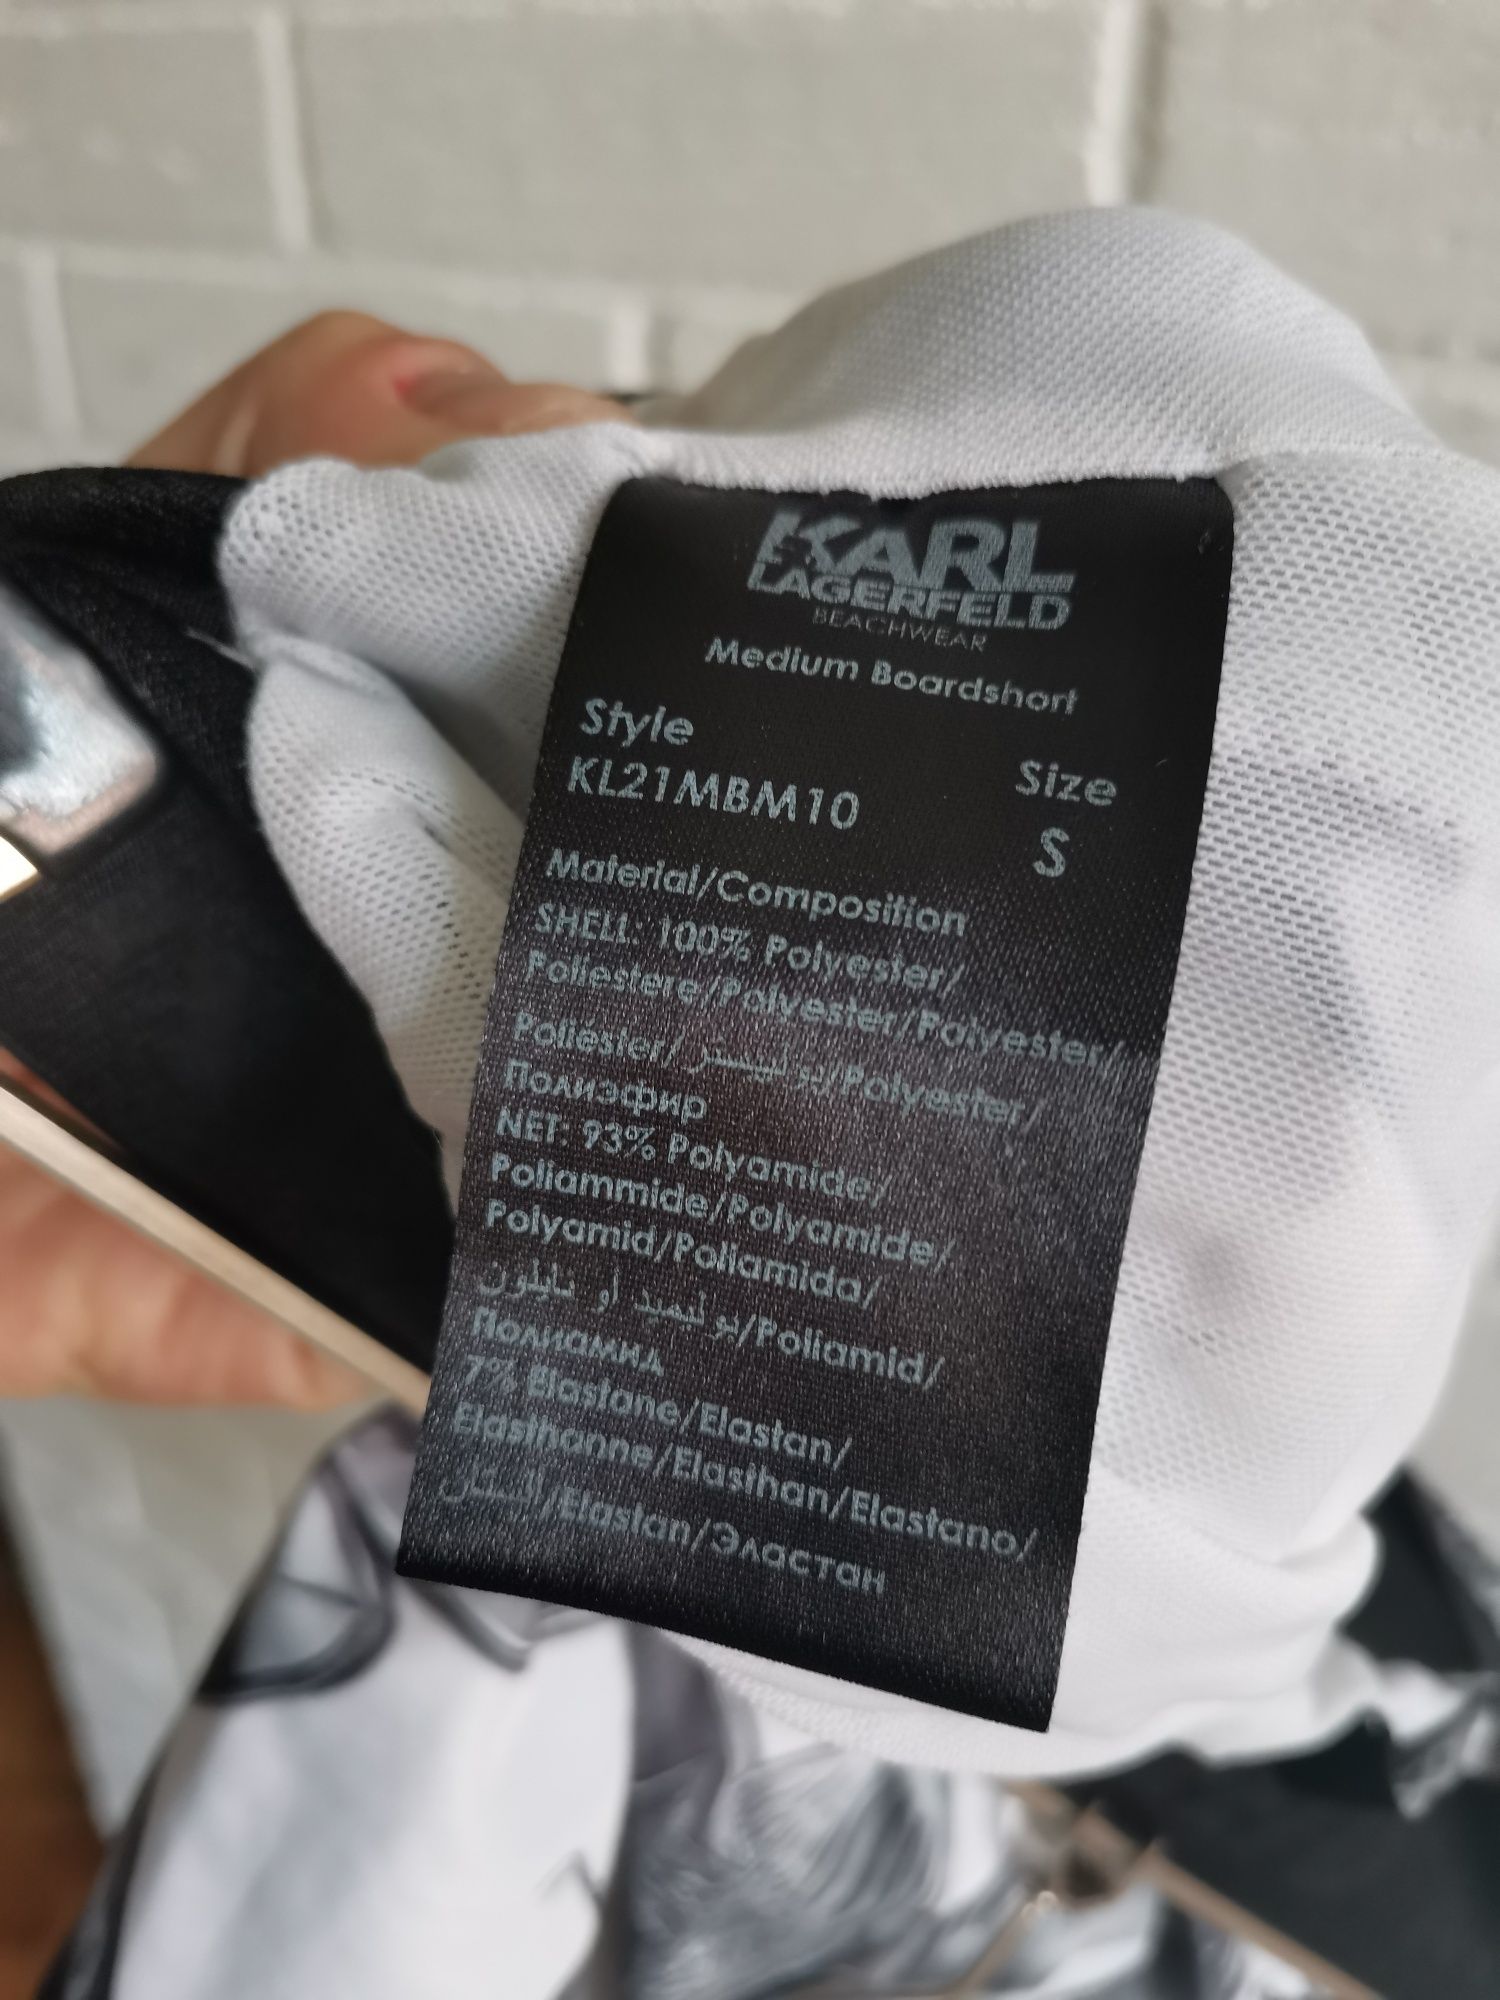 KARL
LAGERFELD
BEACHWEAR
Medium Boardshort
Style
Size
KL21MBM10
S
Material/Composition
SHELL: 100% Polyester/
Poliestere/Polyester/Polyester/
Poliéster/بوليستر/Polyester/
Полиэфир
NET: 93% Polyamide/
Poliammide/Polyamide/
Polyamid/Poliamida/
بوليميد او نايلون/Poliamid/
Полиамид
7% Elastane/Elastan/
Elasthanne/Elasthan/Elastano/
/Elastan/Эластан